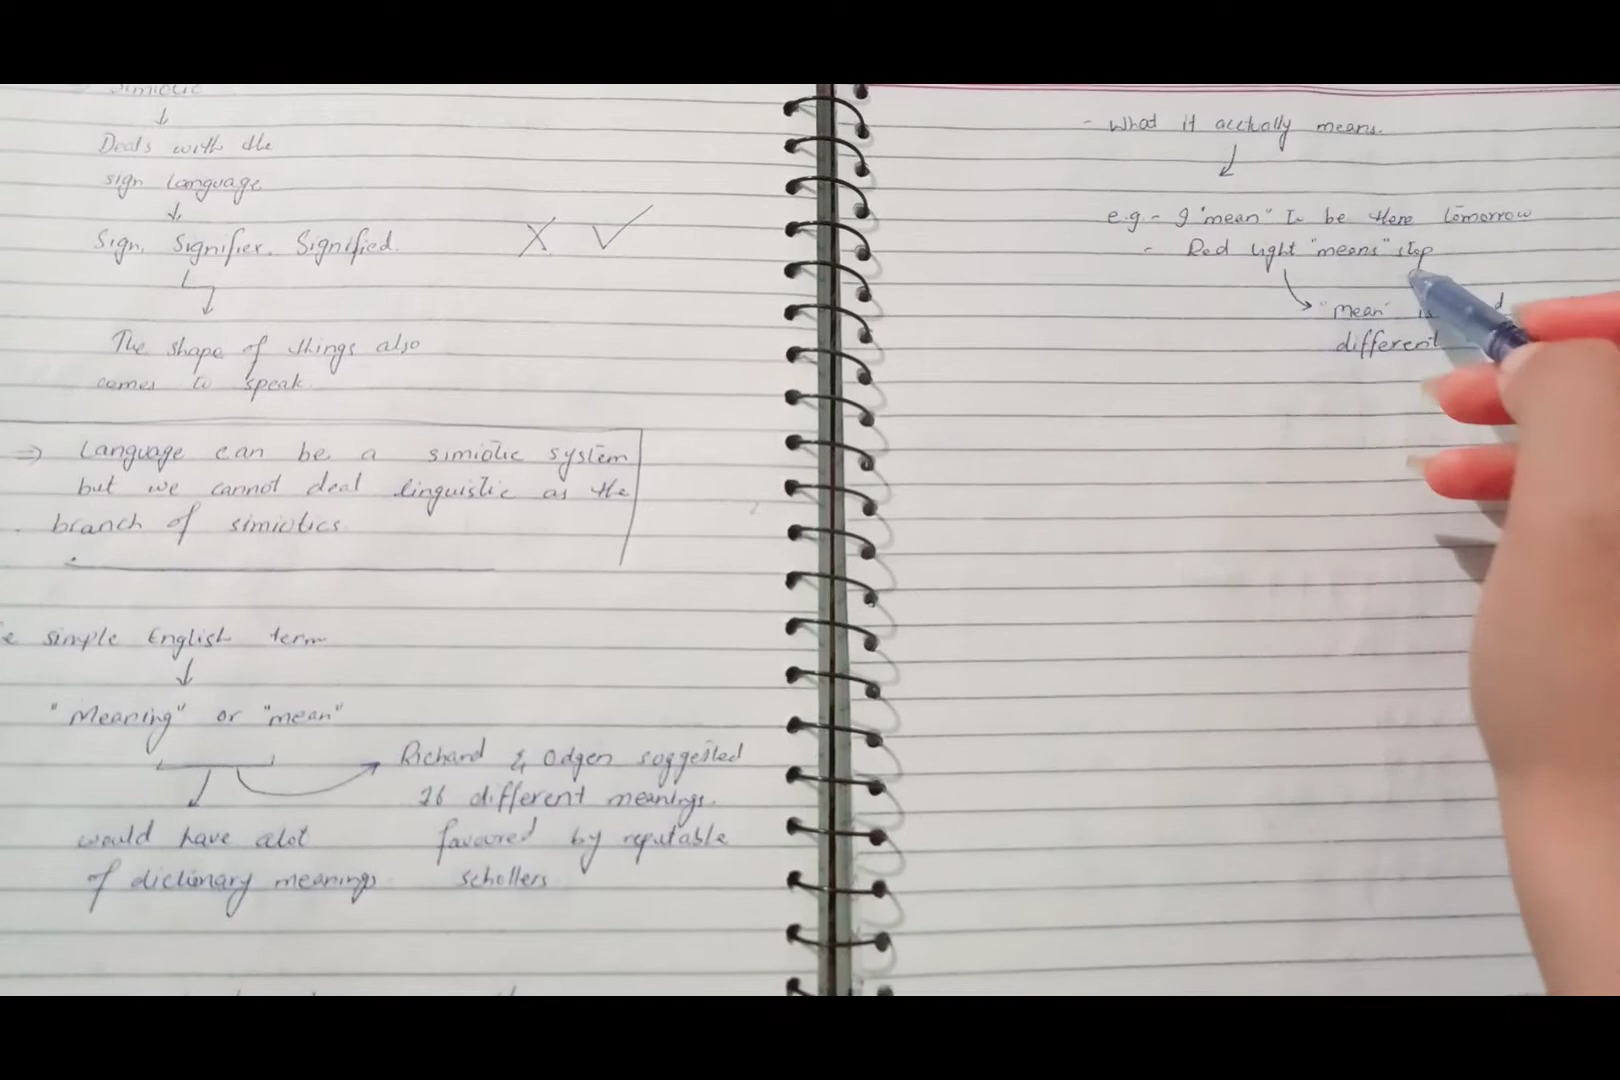 Simiotic
↓
Deals with the
sign language
↓
Sign, Signifier. Signified.
The shape of things also
comes to speak.
⇒ Language can be a simiotic system
but we cannot deal linguistic as the
branch of simiotics
simple English term
↓
"Meaning" or "mean"
would have alot
of dictionary meanings
Richard & Odgen suggested
16 different meanings.
favoured by reputable
schollers
- What it acctually means.
↓
e.g. - I "mean" to be there tomorrow
- Red light "means" stop
"Mean" is
different